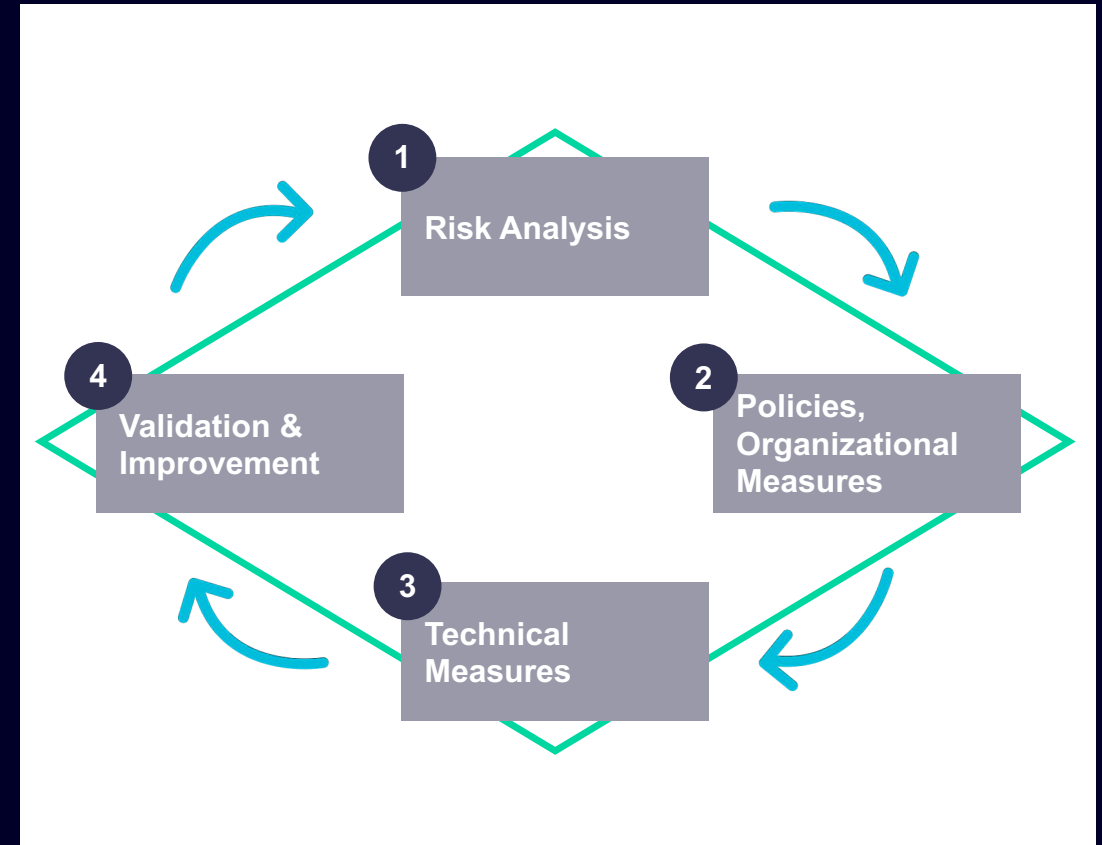 1
Risk Analysis
2
Policies,
Organizational
Measures
3
Technical
Measures
4
Validation &
Improvement